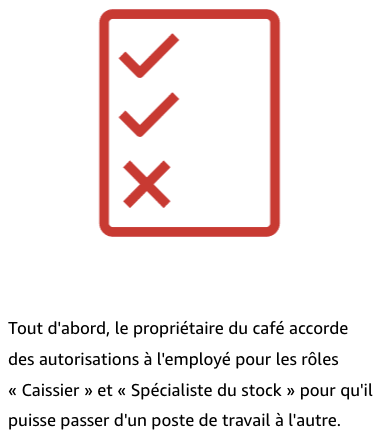 Tout d'abord, le propriétaire du café accorde
des autorisations à l'employé pour les rôles
« Caissier » et « Spécialiste du stock » pour qu'il
puisse passer d'un poste de travail à l'autre.